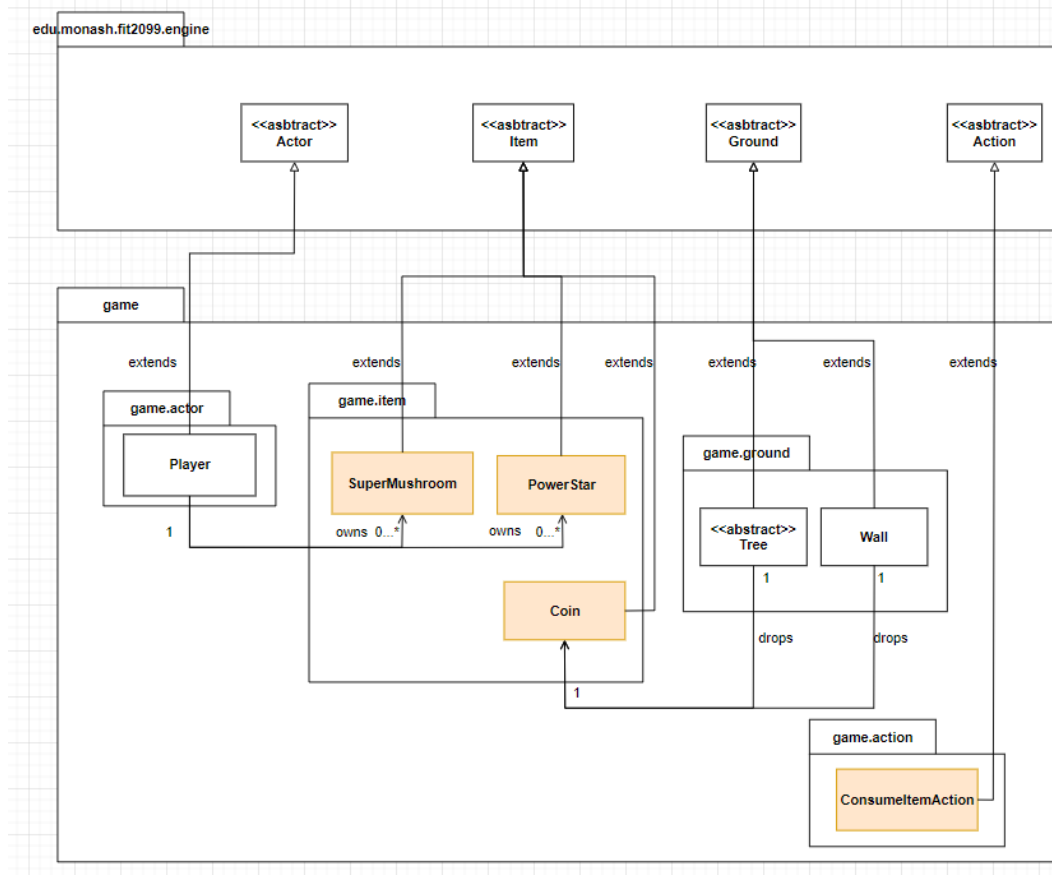 edu.monash.fit2099.engine
<<asbtract>>
Actor
<<asbtract>>
Item
<<asbtract>>
Ground
<<asbtract>>
Action
game
extends
extends
extends
extends
extends
extends
extends
game.actor
Player
game.item
SuperMushroom
PowerStar
game.ground
<<abstract>>
Tree
Wall
1
owns 0...*
owns 0...*
1
1
Coin
drops
drops
1
game.action
ConsumeItemAction